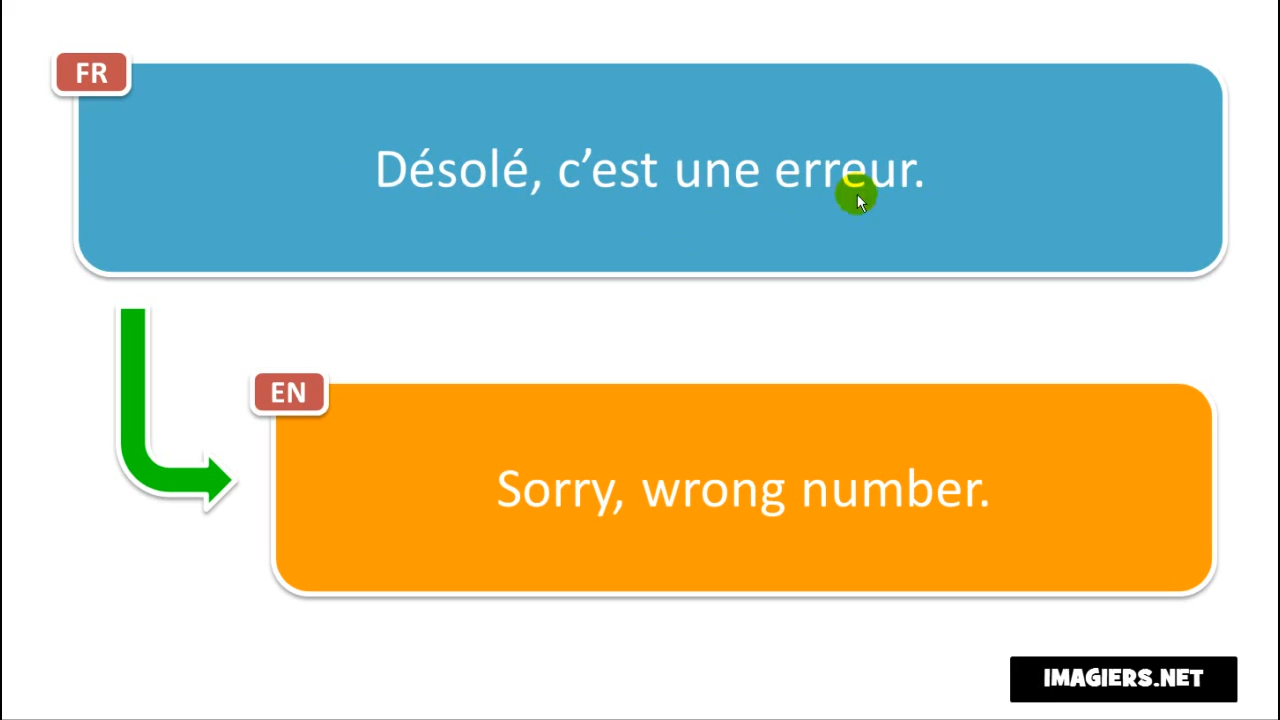 FR
Désolé, c’est une erreur.
EN
Sorry, wrong number.
IMAGIERS.NET